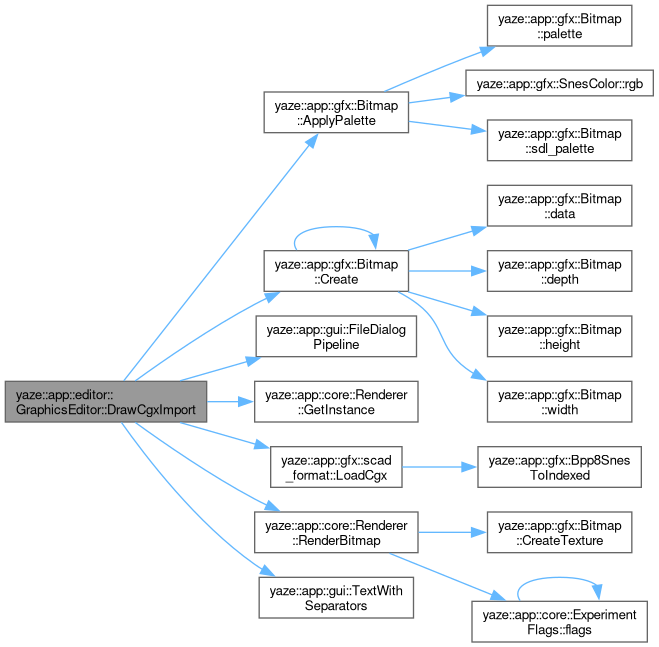 yaze::app::editor::
GraphicsEditor::DrawCgxImport
yaze::app::gfx::Bitmap
::ApplyPalette
yaze::app::gfx::Bitmap
::palette
yaze::app::gfx::SnesColor::rgb
yaze::app::gfx::Bitmap
::sdl_palette
yaze::app::gfx::Bitmap
::Create
yaze::app::gfx::Bitmap
::data
yaze::app::gfx::Bitmap
::depth
yaze::app::gfx::Bitmap
::height
yaze::app::gfx::Bitmap
::width
yaze::app::gui::FileDialog
Pipeline
yaze::app::core::Renderer
::GetInstance
yaze::app::gfx::scad
_format::LoadCgx
yaze::app::gfx::Bpp8Snes
ToIndexed
yaze::app::core::Renderer
::RenderBitmap
yaze::app::gfx::Bitmap
::CreateTexture
yaze::app::core::Experiment
Flags::flags
yaze::app::gui::TextWith
Separators